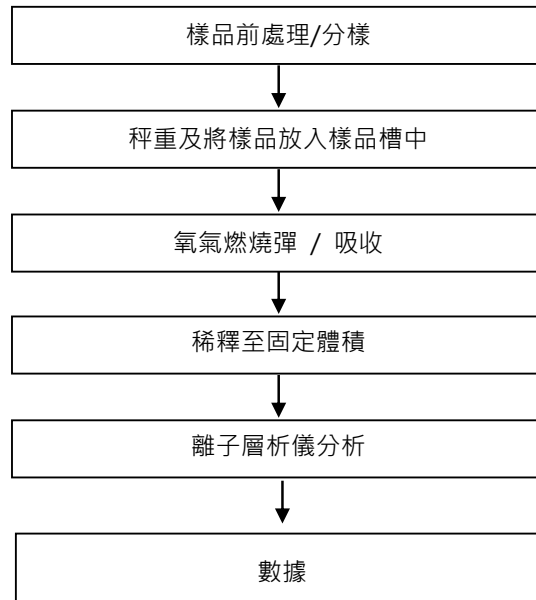 樣品前處理/分樣
秤重及將樣品放入樣品槽中
氧氣燃燒彈 / 吸收
稀釋至固定體積
離子層析儀分析
數據